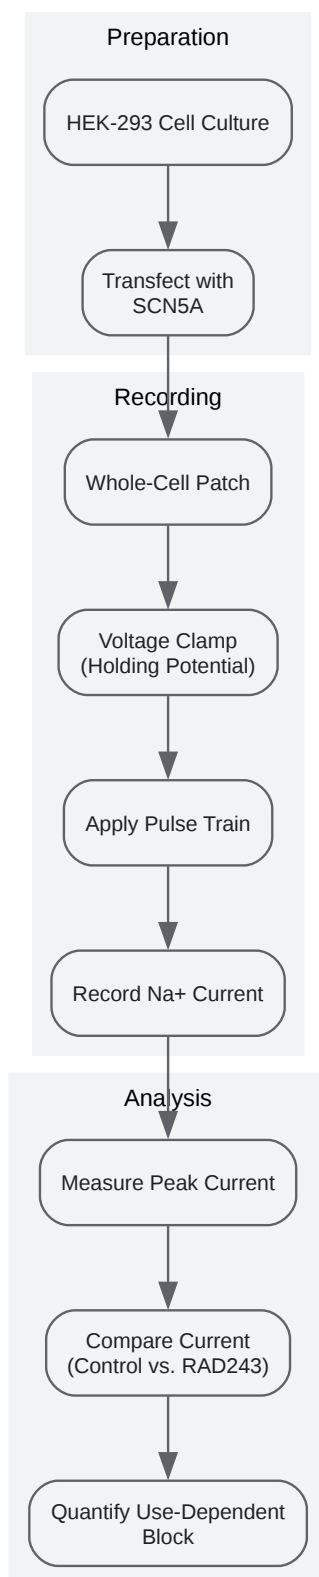 Preparation
HEK-293 Cell Culture
Transfect with
SCN5A
Recording
Whole-Cell Patch
Voltage Clamp
(Holding Potential)
Apply Pulse Train
Record Na+ Current
Analysis
Measure Peak Current
Compare Current
(Control vs. RAD243)
Quantify Use-Dependent
Block